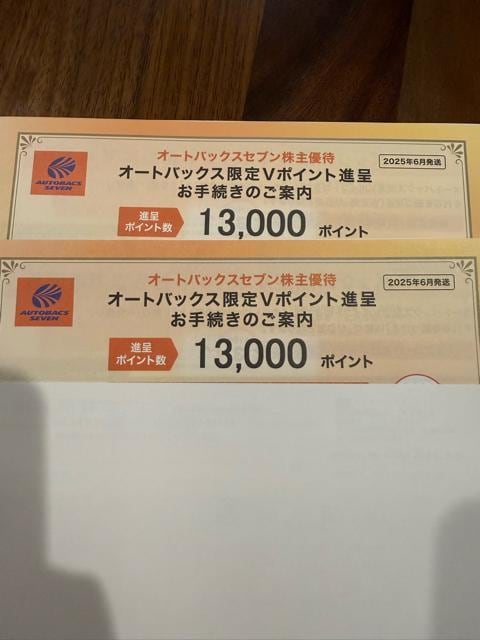 オートバックスセブン株主優待
2025年6月発送
オートバックス限定Vポイント進呈
お手続きのご案内
AUTOBACS
SEVEN
進呈
ポイント数
13,000 ポイント
オートバックスセブン株主優待
2025年6月発送
オートバックス限定Vポイント進呈
お手続きのご案内
AUTOBACS
SEVEN
進呈
ポイント数
13,000 ポイント